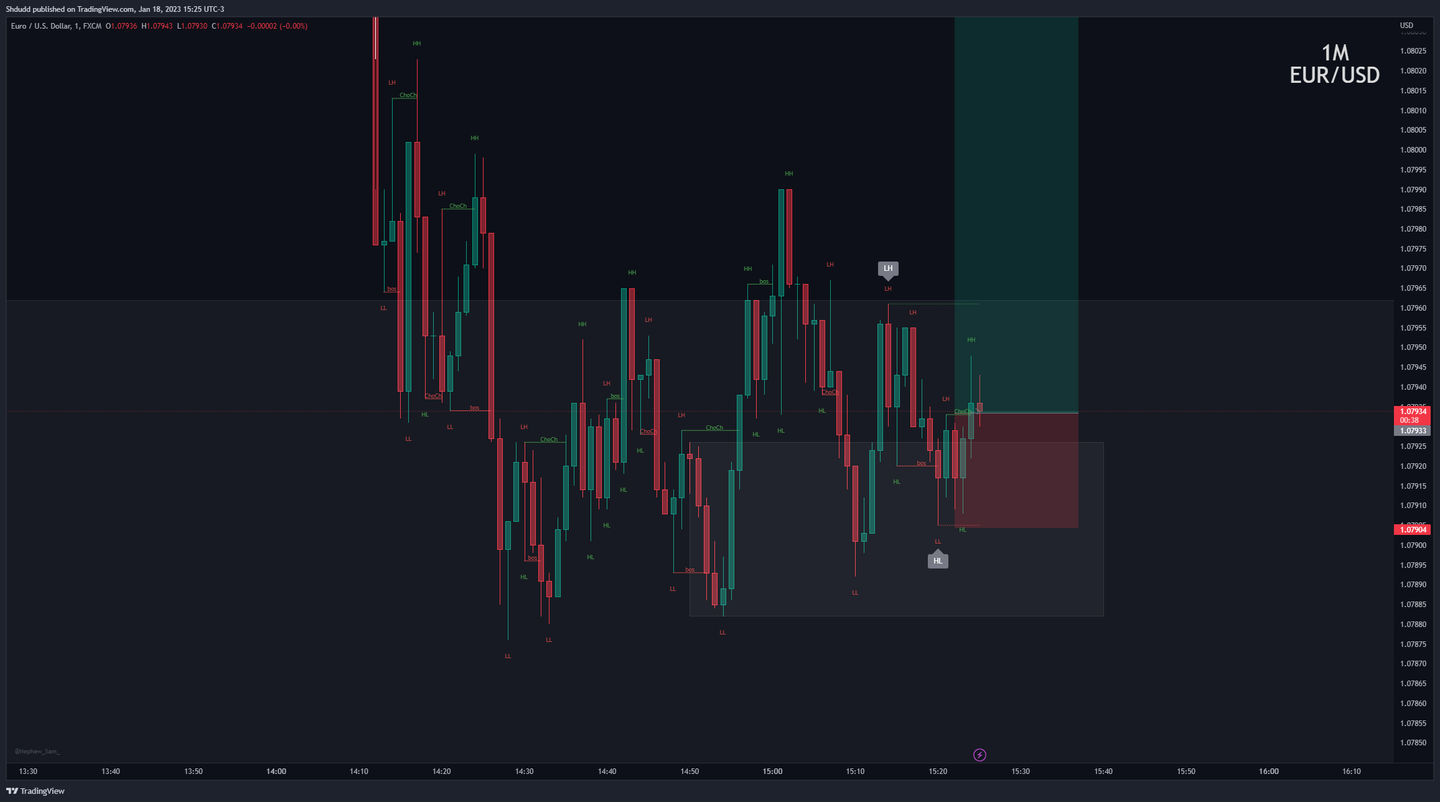 Shdudd published on TradingView.com, Jan 18, 2023 15:25 UTC-3
Euro / U.S. Dollar, 1, FXCM O1.07936 H1.07943 L1.07930 C1.07934 −0.00002 (−0.00%)
USD
1M
EUR/USD
1.08025
1.08020
1.08015
1.08010
1.08005
1.08000
1.07995
1.07990
1.07985
1.07980
1.07975
1.07970
1.07965
1.07960
1.07955
1.07950
1.07945
1.07940
1.07934
00:38
1.07933
1.07925
1.07920
1.07915
1.07910
1.07904
1.07900
1.07895
1.07890
1.07885
1.07880
1.07875
1.07870
1.07865
1.07860
1.07855
1.07850
HH
LH
ChoCh
HH
LH
ChoCh
bos
LL
ChoCh
HL
bos
LL
LL
HH
HH
LH
LH
bos
LH
ChoCh
ChoCh
HL
HL
HL
HL
bos
HL
LL
LL
HH
HH
bos
LH
LH
ChoCh
bos
LL
LL
HL
HL
ChoCh
HL
LL
LH
LH
LH
HH
LH
ChoCh
bos
HL
HL
LL
HL
@Nephew_Sam_
13:30 13:40 13:50 14:00 14:10 14:20 14:30 14:40 14:50 15:00 15:10 15:20 15:30 15:40 15:50 16:00 16:10
TradingView